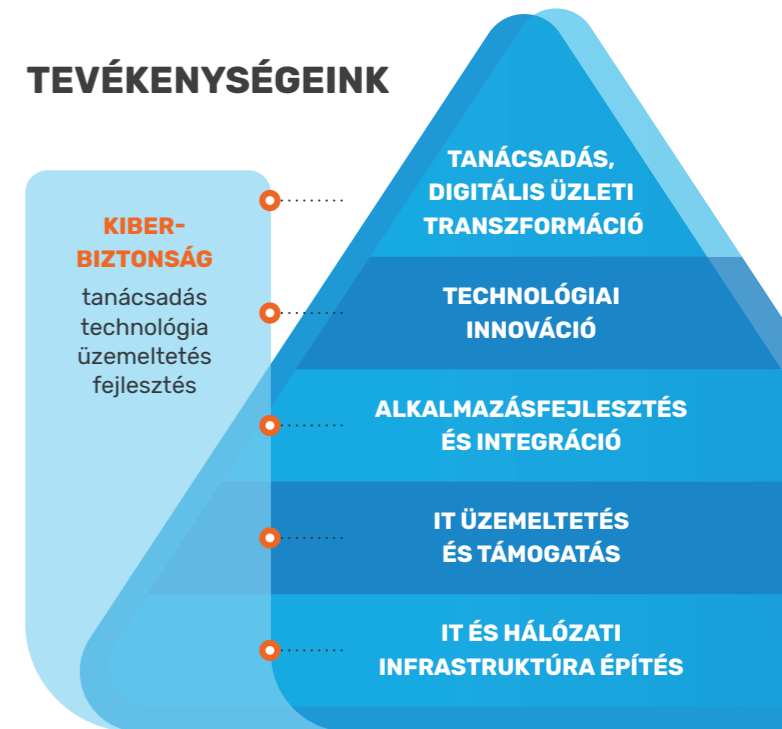 TEVÉKENYSÉGEINK
KIBER-
BIZTONSÁG
tanácsadás
technológia
üzemeltetés
fejlesztés
TANÁCSADÁS,
DIGITÁLIS ÜZLETI
TRANSZFORMÁCIÓ
TECHNOLÓGIAI
INNOVÁCIÓ
ALKALMAZÁSFEJLESZTÉS
ÉS INTEGRÁCIÓ
IT ÜZEMELTETÉS
ÉS TÁMOGATÁS
IT ÉS HÁLÓZATI
INFRASTRUKTÚRA ÉPÍTÉS